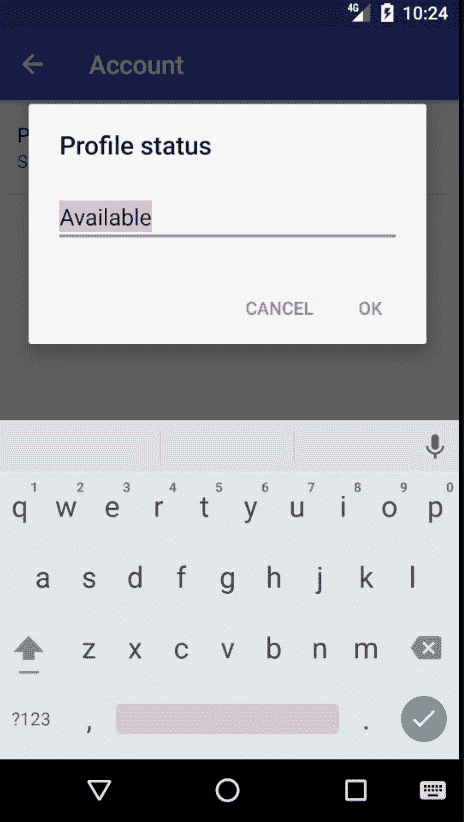 4G 10:24
Account
P
S
Profile status
Available
CANCEL OK
1 2 3 4 5 6 7 8 9 0
q w e r t y u i o p
a s d f g h j k l
z x c v b n m
?123 , .